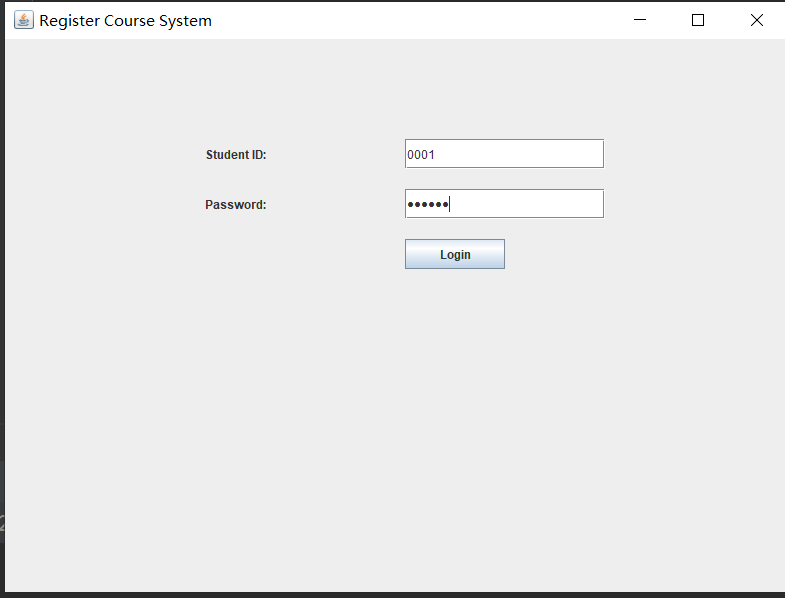 Register Course System
Student ID:
0001
Password:
••••••
Login